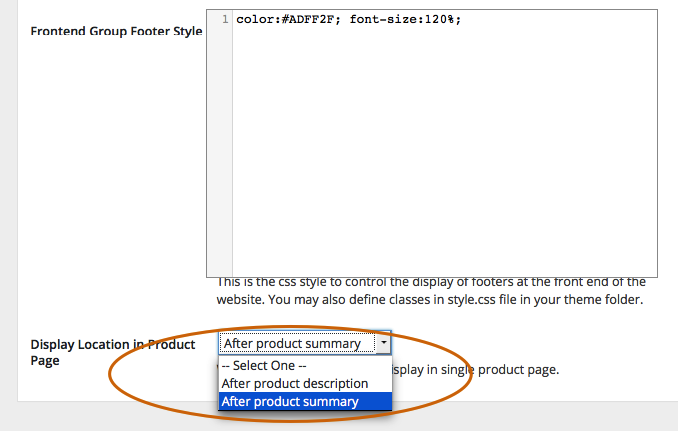 Frontend Group Footer Style
1 color:#ADFF2F; font-size:120%;
This is the css style to control the display of footers at the front end of the
website. You may also define classes in style.css file in your theme folder.
Display Location in Product
Page
After product summary
-- Select One --
After product description
After product summary
display in single product page.